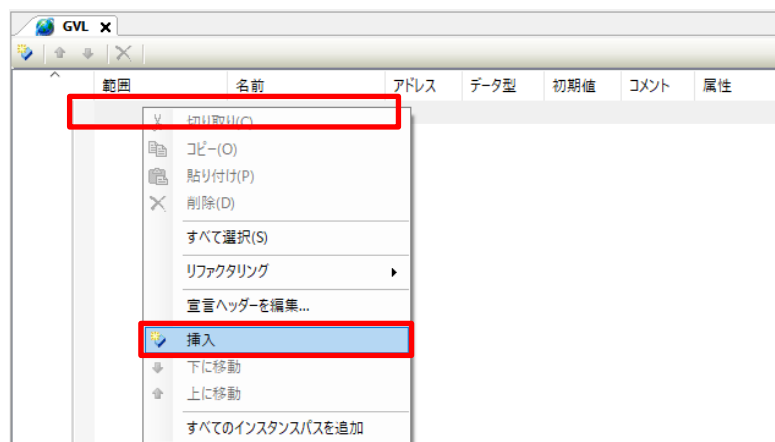 GVL
範囲 名前 アドレス データ型 初期値 コメント 属性
切り取り(C)
コピー(O)
貼り付け(P)
削除(D)
すべて選択(S)
リファクタリング
宣言ヘッダーを編集...
挿入
下に移動
上に移動
すべてのインスタンスパスを追加